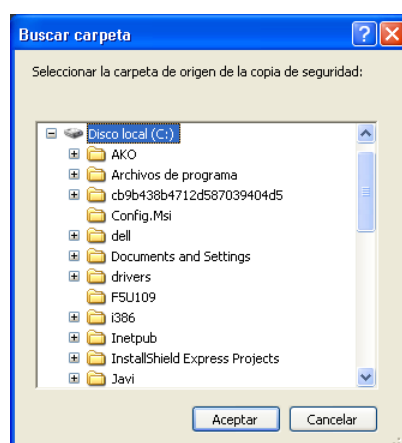 Buscar carpeta
Seleccionar la carpeta de origen de la copia de seguridad:
Disco local (C:)
AKO
Archivos de programa
cb9b438b4712d587039404d5
Config.Msi
dell
Documents and Settings
drivers
F5U109
i386
Inetpub
InstallShield Express Projects
Javi
Aceptar
Cancelar